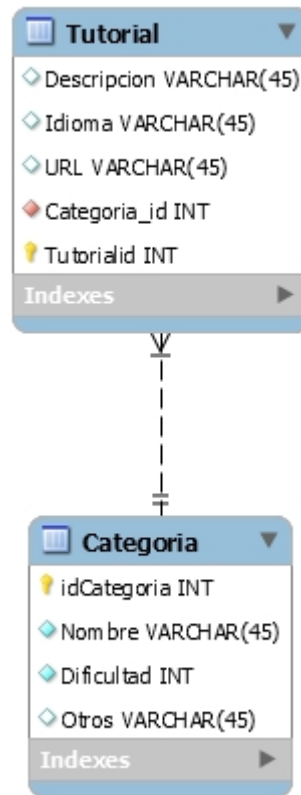 Tutorial
Descripcion VARCHAR(45)
Idioma VARCHAR(45)
URL VARCHAR(45)
Categoria_id INT
Tutorialid INT
Indexes
Categoria
idCategoria INT
Nombre VARCHAR(45)
Dificultad INT
Otros VARCHAR(45)
Indexes